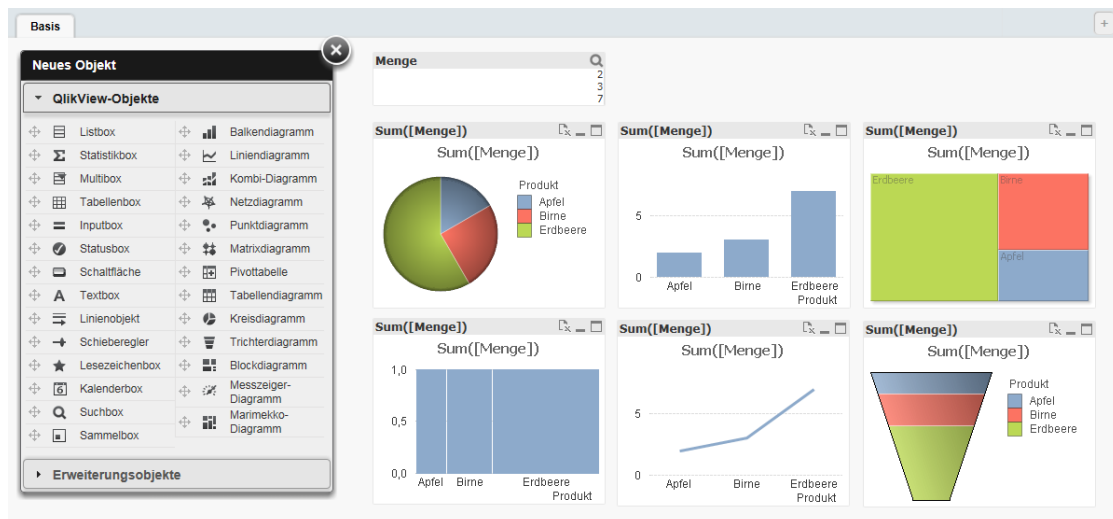 Basis
+
Neues Objekt
QlikView-Objekte
Listbox
Statistikbox
Multibox
Tabellenbox
Inputbox
Statusbox
Schaltfläche
Textbox
Linienobjekt
Schieberegler
Lesezeichenbox
Kalenderbox
Suchbox
Sammelbox
Balkendiagramm
Liniendiagramm
Kombi-Diagramm
Netzdiagramm
Punktdiagramm
Matrixdiagramm
Pivottabelle
Tabellendiagramm
Kreisdiagramm
Trichterdiagramm
Blockdiagramm
Messzeiger-
Diagramm
Marimekko-
Diagramm
Erweiterungsobjekte
Menge
2
3
7
Sum([Menge])
Sum([Menge])
Produkt
Apfel
Birne
Erdbeere
Sum([Menge])
Sum([Menge])
5
0
Apfel Birne Erdbeere
Produkt
Sum([Menge])
Sum([Menge])
Erdbeere
Birne
Apfel
Sum([Menge])
Sum([Menge])
1,0
0,5
0,0
Apfel Birne Erdbeere
Produkt
Sum([Menge])
Sum([Menge])
5
0
Apfel Birne Erdbeere
Produkt
Sum([Menge])
Sum([Menge])
Produkt
Apfel
Birne
Erdbeere